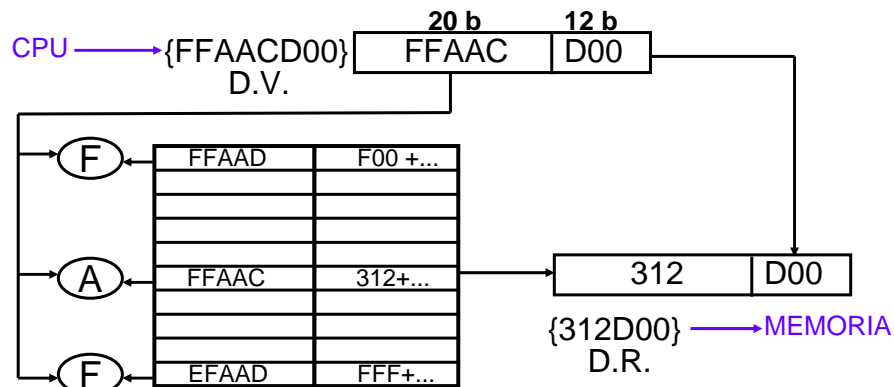 20 b 12 b
CPU {FFAACD00} FFAAC D00
D.V.
F FFAAD F00 +...
A FFAAC 312+... 312 D00
{312D00} MEMORIA
D.R.
F EFAAD FFF+...